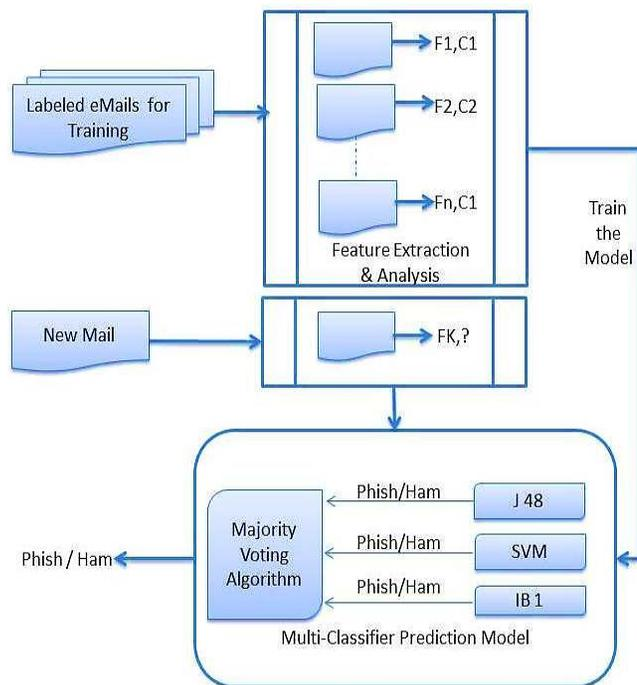 Labeled eMails for
Training
F1,C1
F2,C2
Fn,C1
Feature Extraction
& Analysis
Train
the
Model
New Mail
FK,?
Phish/Ham
J 48
Majority
Voting
Algorithm
Phish/Ham
SVM
Phish/Ham
IB 1
Phish / Ham
Multi-Classifier Prediction Model